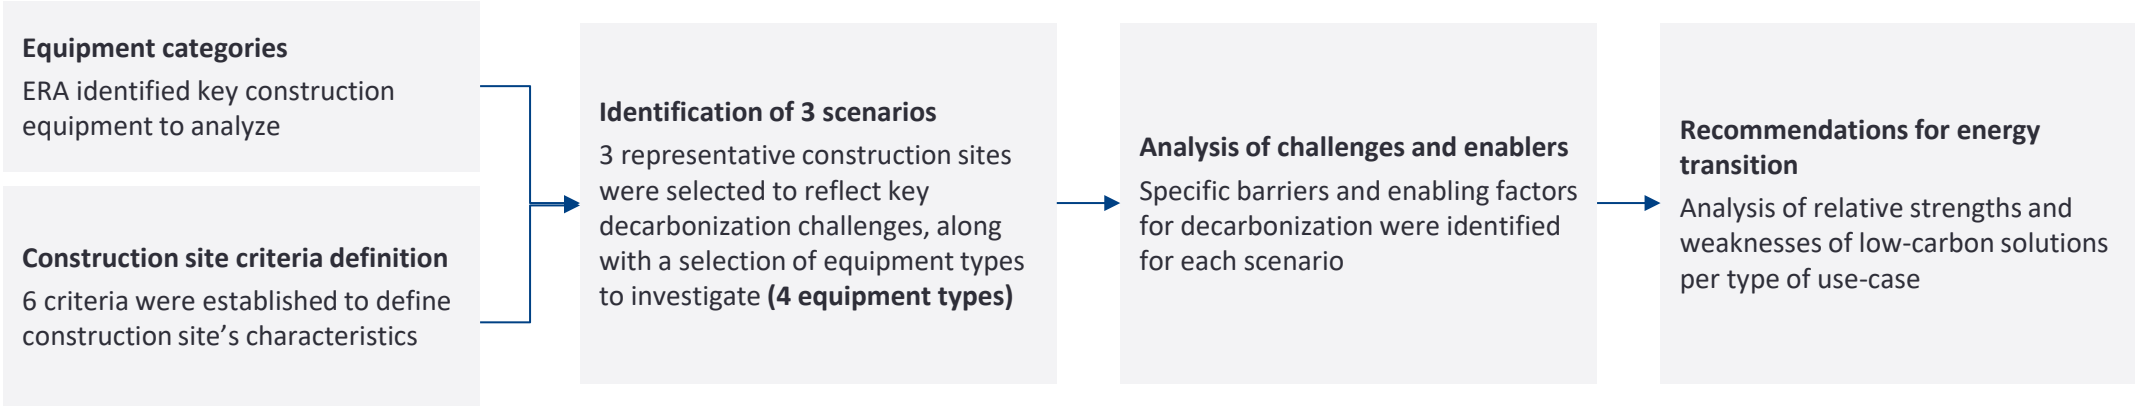 Equipment categories
ERA identified key construction
equipment to analyze
Construction site criteria definition
6 criteria were established to define
construction site’s characteristics
Identification of 3 scenarios
3 representative construction sites
were selected to reflect key
decarbonization challenges, along
with a selection of equipment types
to investigate (4 equipment types)
Analysis of challenges and enablers
Specific barriers and enabling factors
for decarbonization were identified
for each scenario
Recommendations for energy
transition
Analysis of relative strengths and
weaknesses of low-carbon solutions
per type of use-case